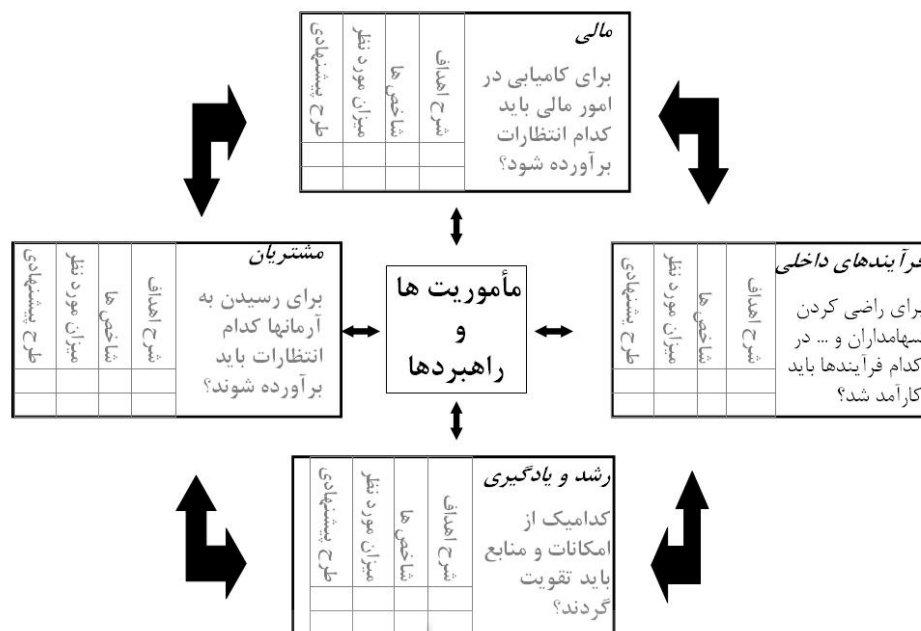 مالی
برای کامیابی در
امور مالی باید
کدام انتظارات
برآورده شود؟
شرح اهداف
شاخص ها
میزان مورد نظر
طرح پیشنهادی
فرآیندهای داخلی
برای راضی کردن
سهامداران و ... در
کدام فرآیندها باید
کارآمد شد؟
شرح اهداف
شاخص ها
میزان مورد نظر
طرح پیشنهادی
مأموریت ها
و
راهبردها
مشتریان
برای رسیدن به
آرمانها کدام
انتظارات باید
برآورده شوند؟
شرح اهداف
شاخص ها
میزان مورد نظر
طرح پیشنهادی
رشد و یادگیری
کدامیک از
امکانات و منابع
باید تقویت
گردند؟
شرح اهداف
شاخص ها
میزان مورد نظر
طرح پیشنهادی